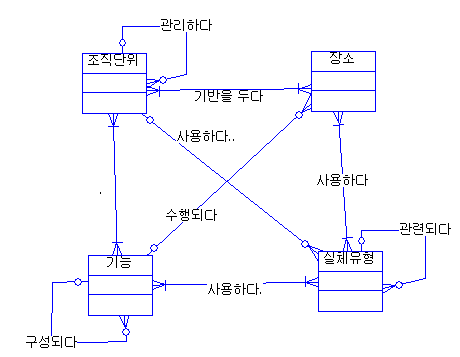 관리하다
조직단위
장소
기반을 두다
사용하다..
사용하다
수행되다
관련되다
기능
실체유형
사용하다.
구성되다